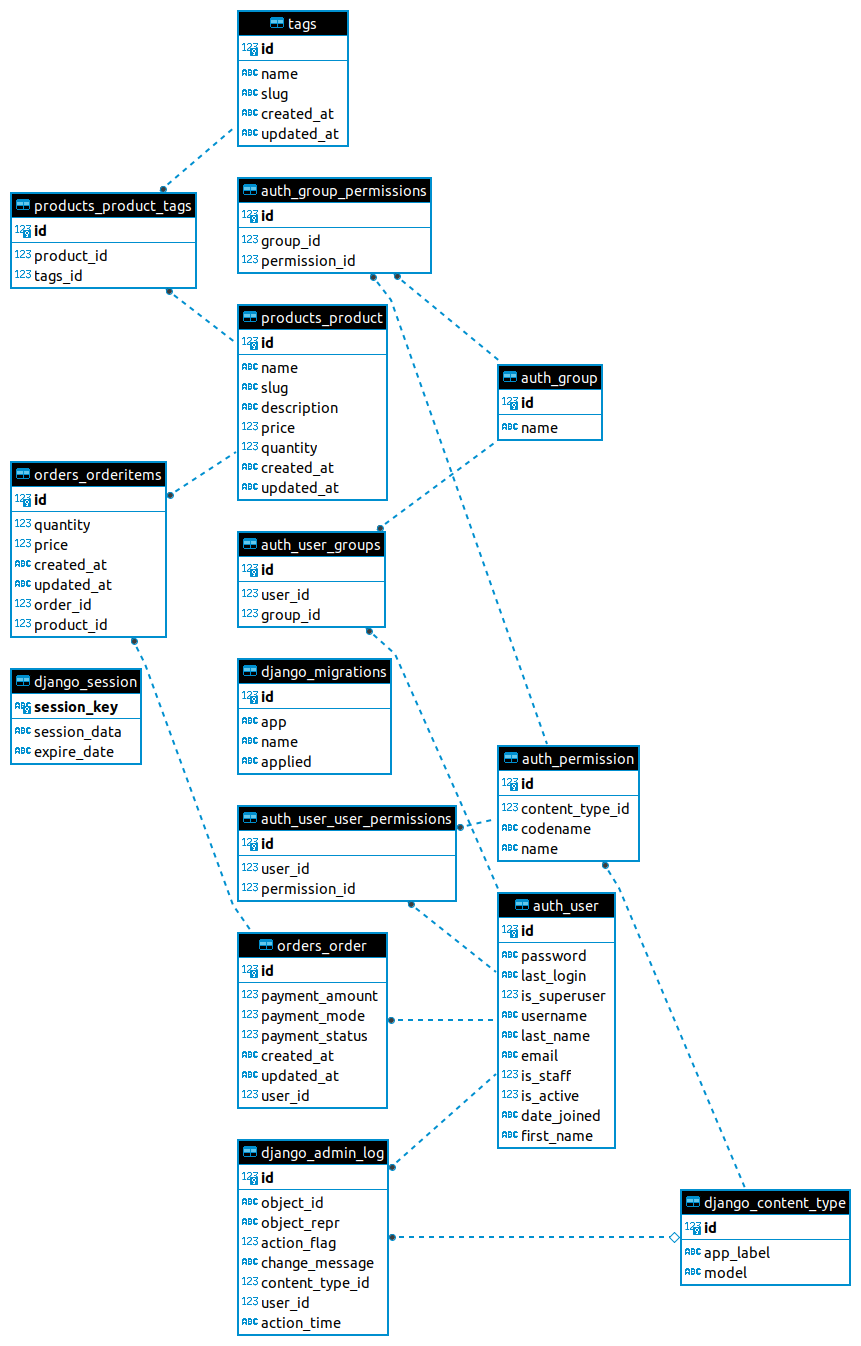 tags
id
name
slug
created_at
updated_at
products_product_tags
id
product_id
tags_id
auth_group_permissions
id
group_id
permission_id
products_product
id
name
slug
description
price
quantity
created_at
updated_at
auth_group
id
name
orders_orderitems
id
quantity
price
created_at
updated_at
order_id
product_id
auth_user_groups
id
user_id
group_id
django_session
session_key
session_data
expire_date
django_migrations
id
app
name
applied
auth_permission
id
content_type_id
codename
name
auth_user_user_permissions
id
user_id
permission_id
auth_user
id
password
last_login
is_superuser
username
last_name
email
is_staff
is_active
date_joined
first_name
orders_order
id
payment_amount
payment_mode
payment_status
created_at
updated_at
user_id
django_admin_log
id
object_id
object_repr
action_flag
change_message
content_type_id
user_id
action_time
django_content_type
id
app_label
model